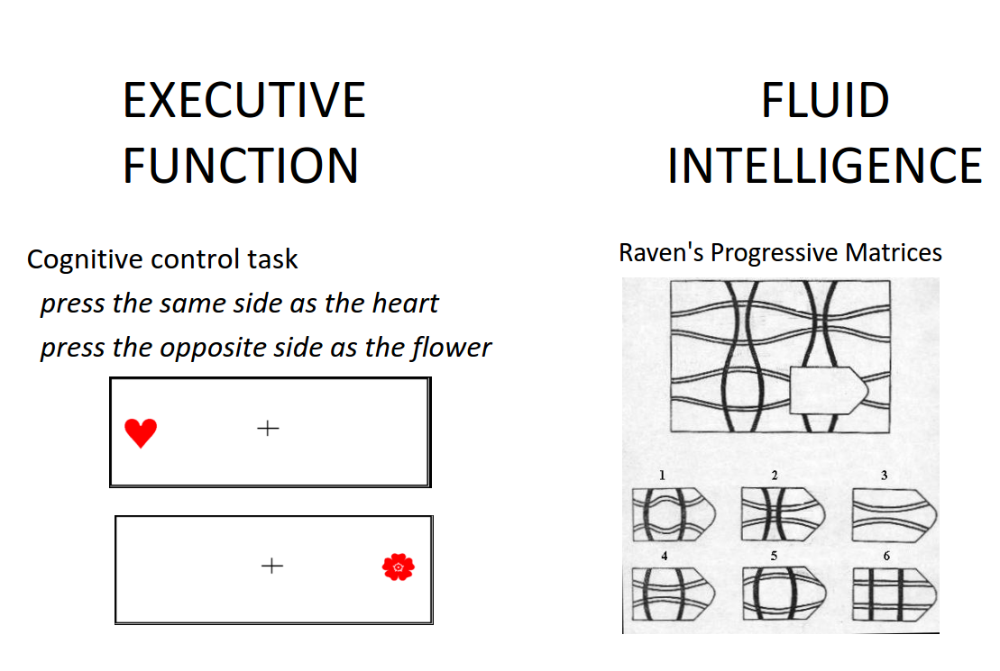 EXECUTIVE
FUNCTION
Cognitive control task
press the same side as the heart
press the opposite side as the flower
FLUID
INTELLIGENCE
Raven's Progressive Matrices
1 2 3
4 5 6